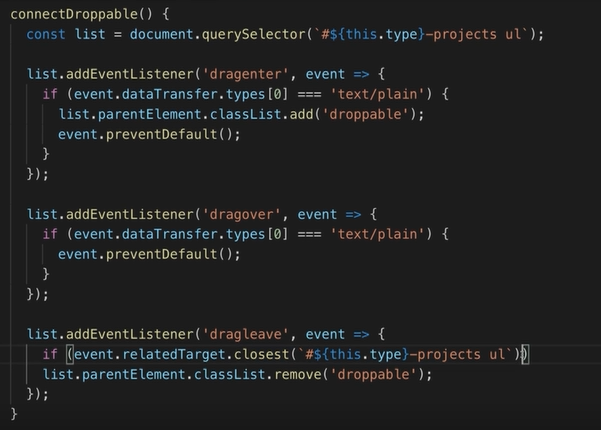 connectDroppable() {
  const list = document.querySelector(`#${this.type}-projects ul`);

  list.addEventListener('dragenter', event => {
    if (event.dataTransfer.types[0] === 'text/plain') {
      list.parentElement.classList.add('droppable');
      event.preventDefault();
    }
  });

  list.addEventListener('dragover', event => {
    if (event.dataTransfer.types[0] === 'text/plain') {
      event.preventDefault();
    }
  });

  list.addEventListener('dragleave', event => {
    if (event.relatedTarget.closest(`#${this.type}-projects ul`))
    list.parentElement.classList.remove('droppable');
  });
}